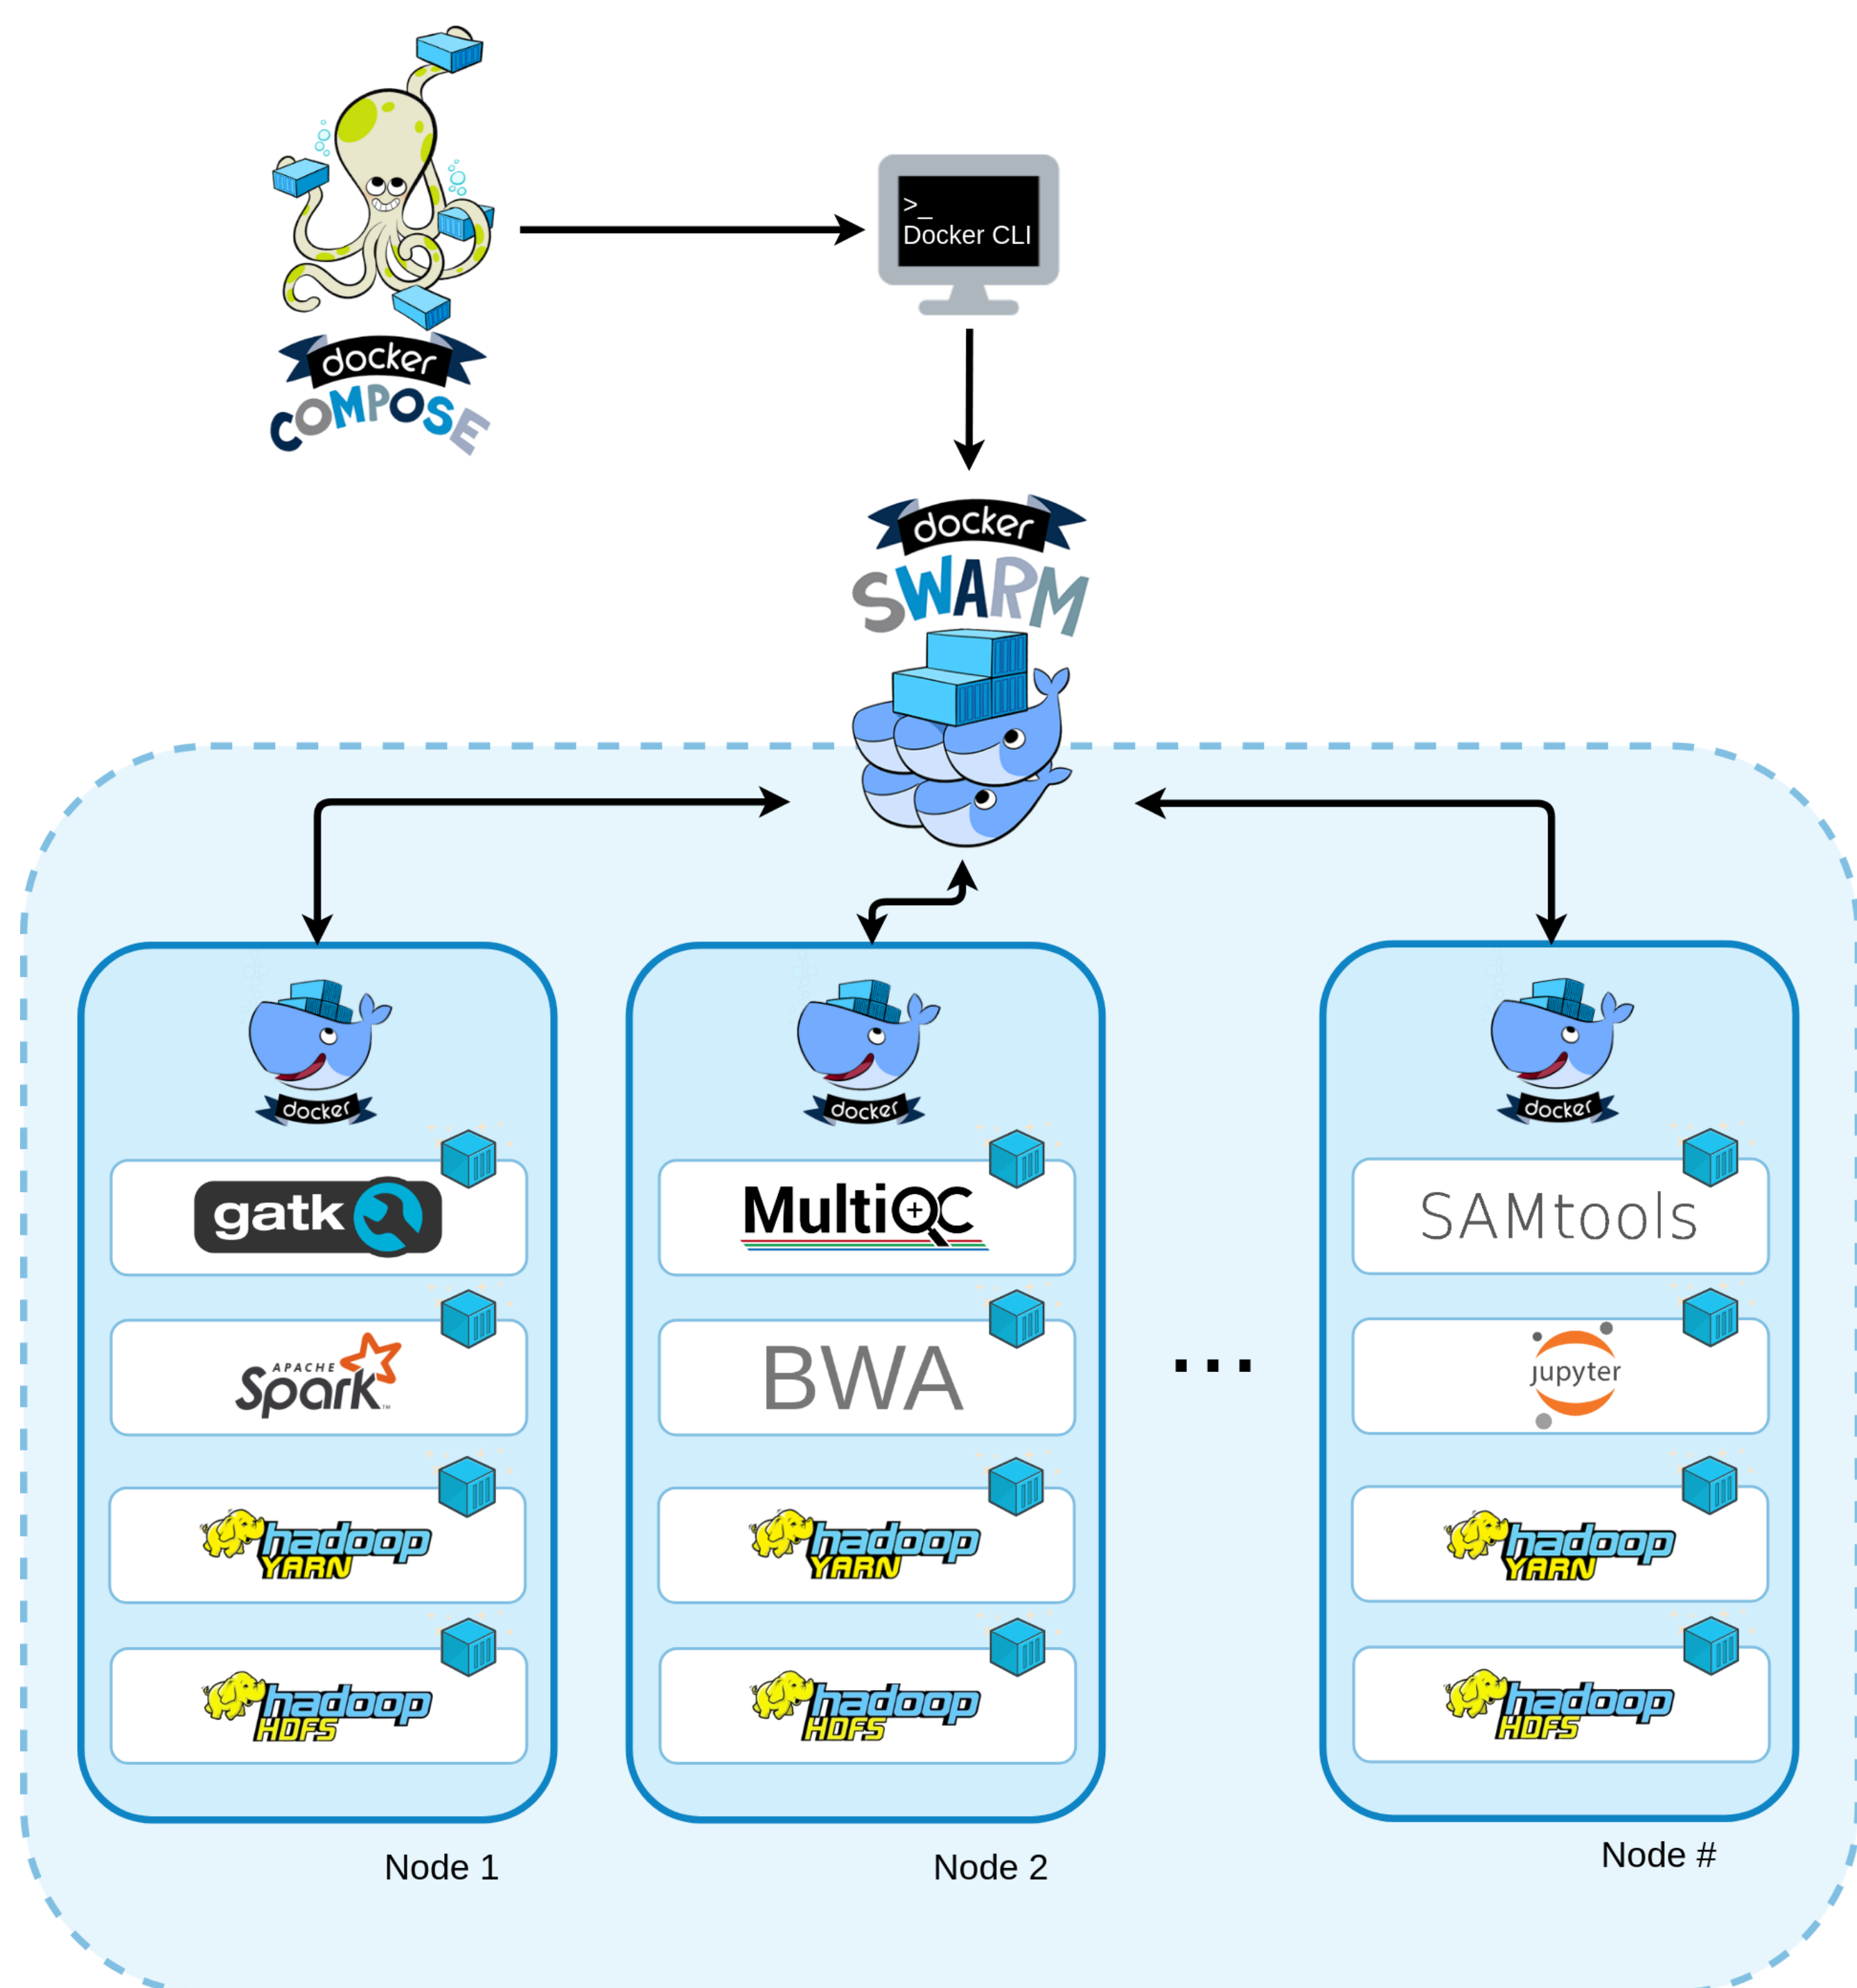 docker
COMPOSE
>_
Docker CLI
docker
SWARM
docker
gatk
APACHE
Spark™
hadoop
YARN
hadoop
HDFS
Node 1
docker
MultiQC
BWA
hadoop
YARN
hadoop
HDFS
Node 2
...
docker
SAMtools
jupyter
hadoop
YARN
hadoop
HDFS
Node #